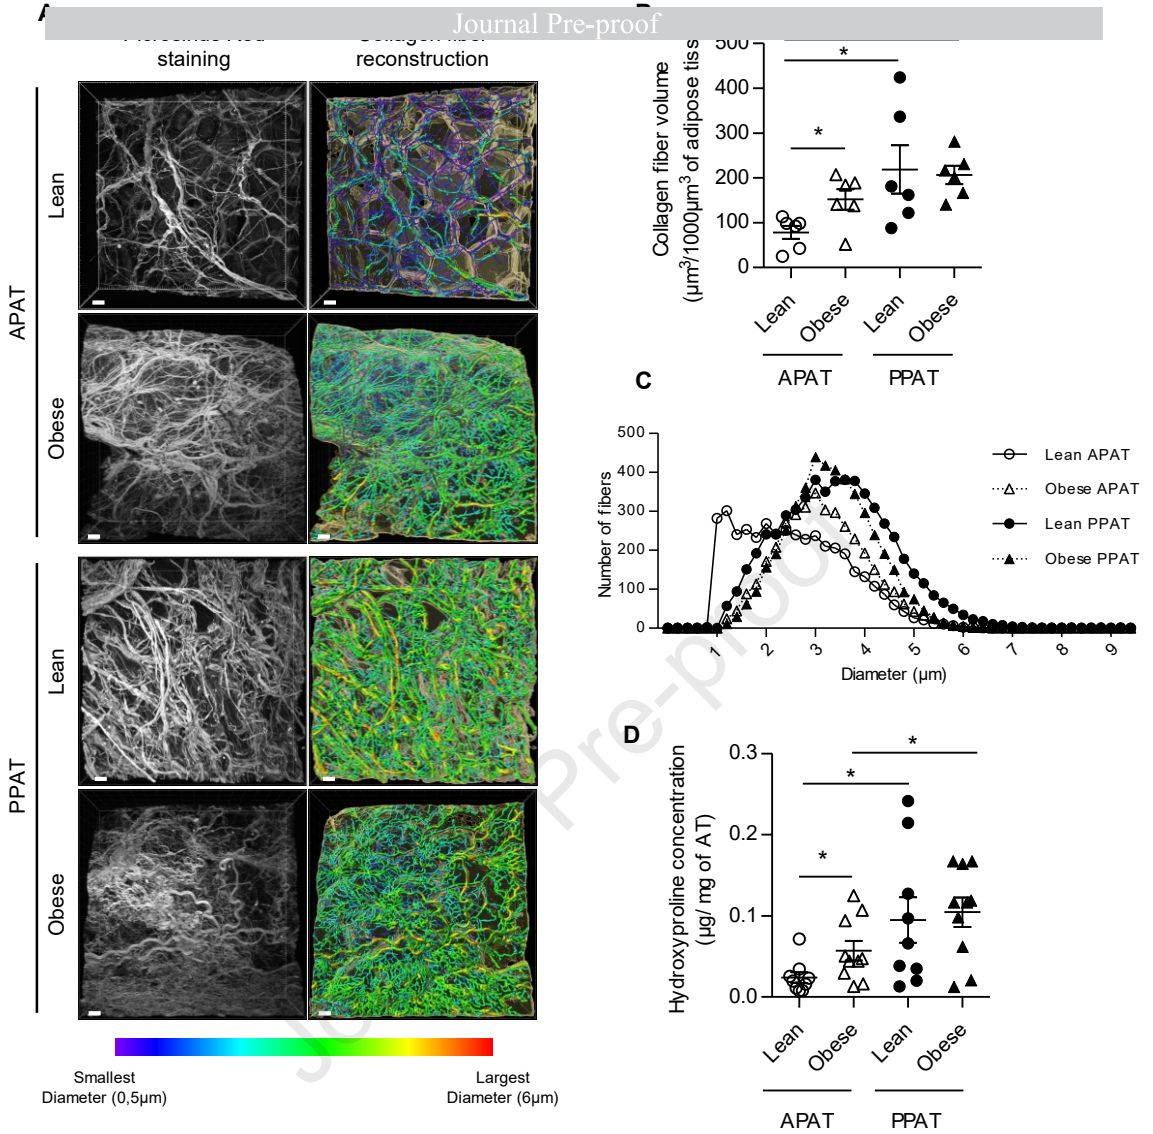 Journal Pre-proof
A
staining
reconstruction
APAT
Lean
Obese
PPAT
Lean
Obese
Smallest
Diameter (0,5µm)
Largest
Diameter (6µm)
Collagen fiber volume
(µm³/1000µm³ of adipose tiss
500
400
300
200
100
0
*
*
Lean
Obese
Lean
Obese
APAT
PPAT
C
Number of fibers
500
400
300
200
100
0
1
2
3
4
5
6
7
8
9
Diameter (µm)
Lean APAT
Obese APAT
Lean PPAT
Obese PPAT
D
Hydroxyproline concentration
(µg/ mg of AT)
0.3
0.2
0.1
0.0
*
*
*
Lean
Obese
Lean
Obese
APAT
PPAT